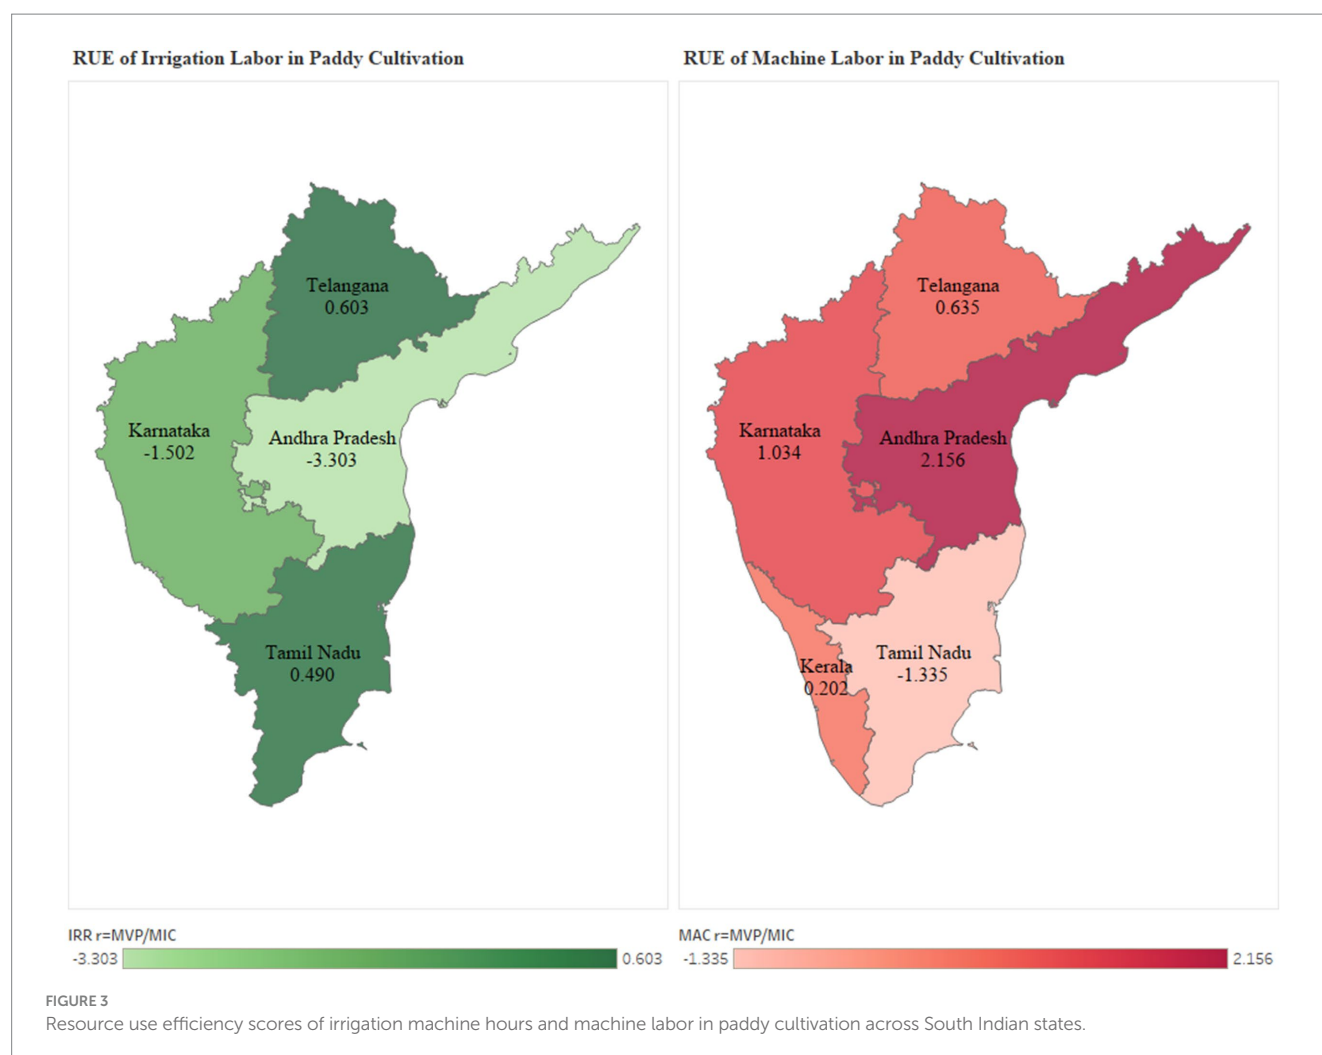 RUE of Irrigation Labor in Paddy Cultivation
Telangana
0.603
Karnataka
-1.502
Andhra Pradesh
-3.303
Tamil Nadu
0.490
IRR r=MVP/MIC
-3.303 0.603
RUE of Machine Labor in Paddy Cultivation
Telangana
0.635
Karnataka
1.034
Andhra Pradesh
2.156
Kerala
0.202
Tamil Nadu
-1.335
MAC r=MVP/MIC
-1.335 2.156
FIGURE 3
Resource use efficiency scores of irrigation machine hours and machine labor in paddy cultivation across South Indian states.